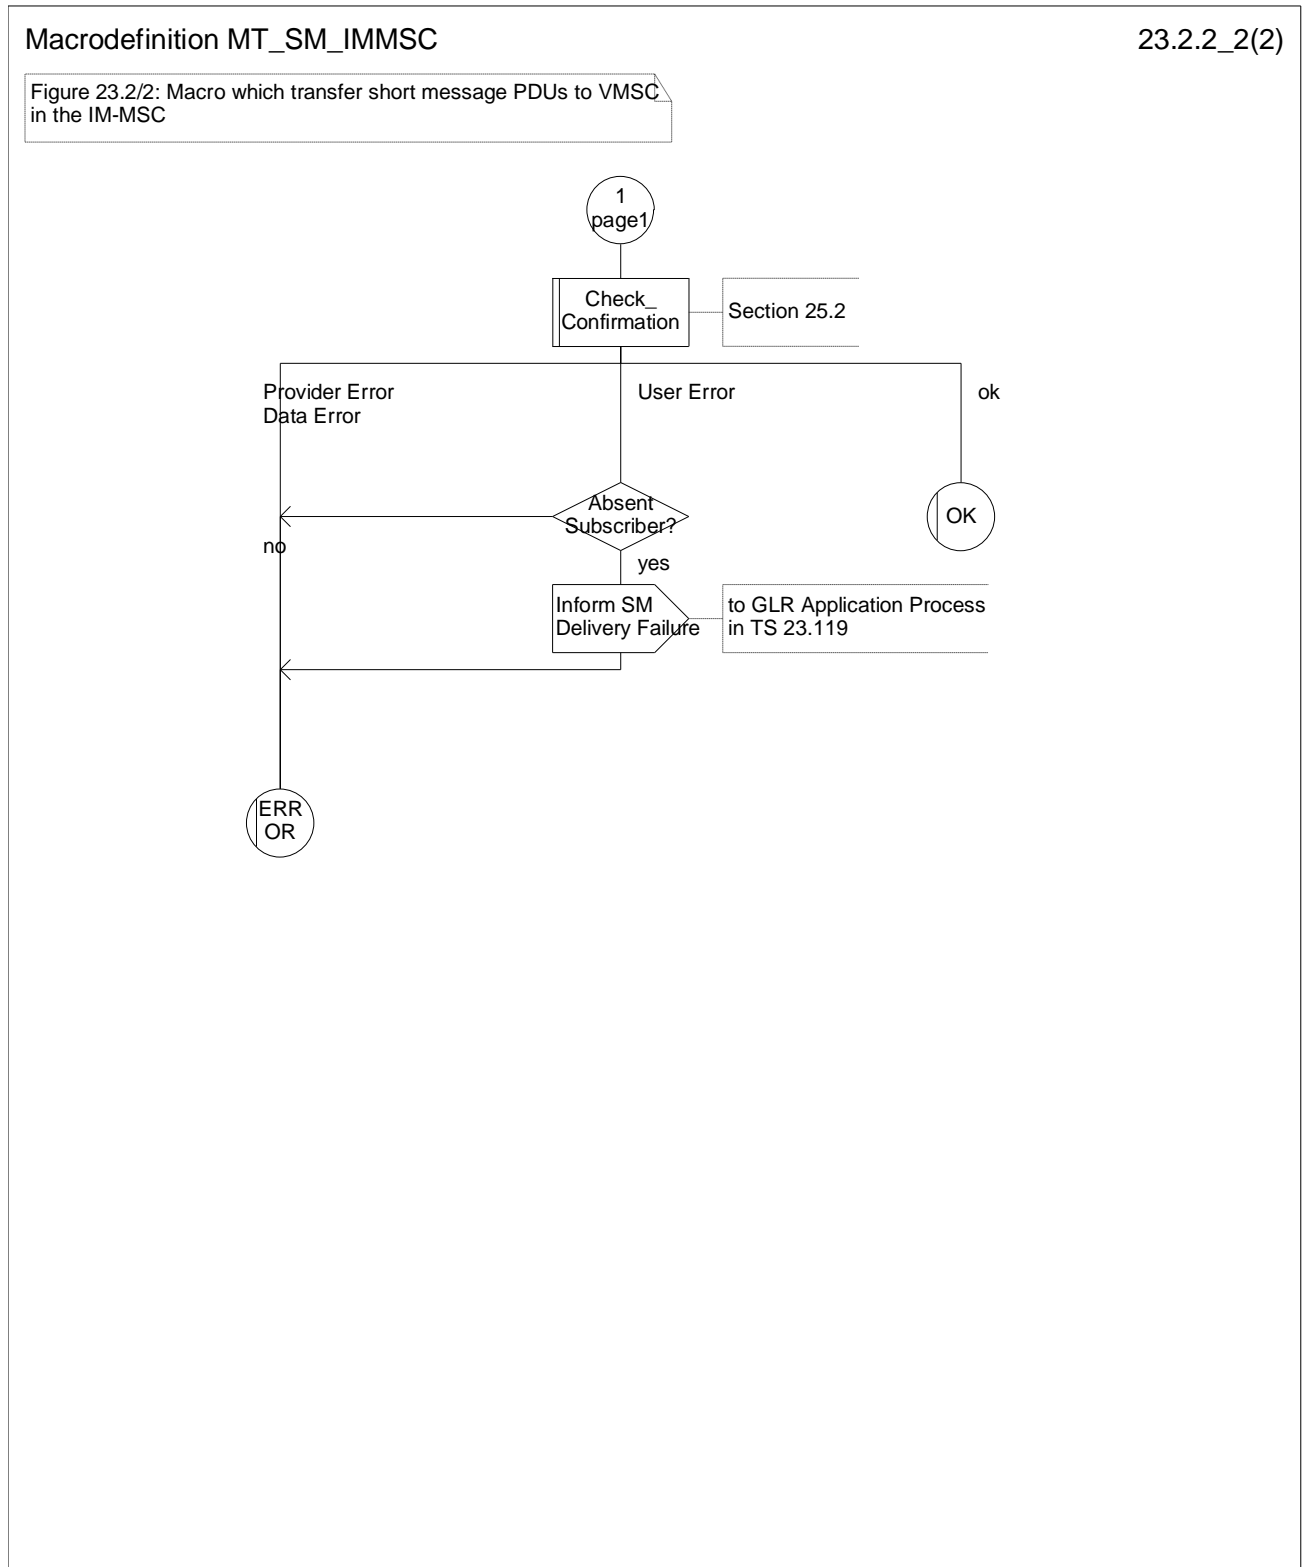 Macrodefinition MT_SM_IMMSC
23.2.2_2(2)
Figure 23.2/2: Macro which transfer short message PDUs to VMSC
in the IM-MSC
1
page1
Check_
Confirmation
Section 25.2
Provider Error
Data Error
User Error
ok
Absent
Subscriber?
OK
no
yes
Inform SM
Delivery Failure
to GLR Application Process
in TS 23.119
ERR
OR